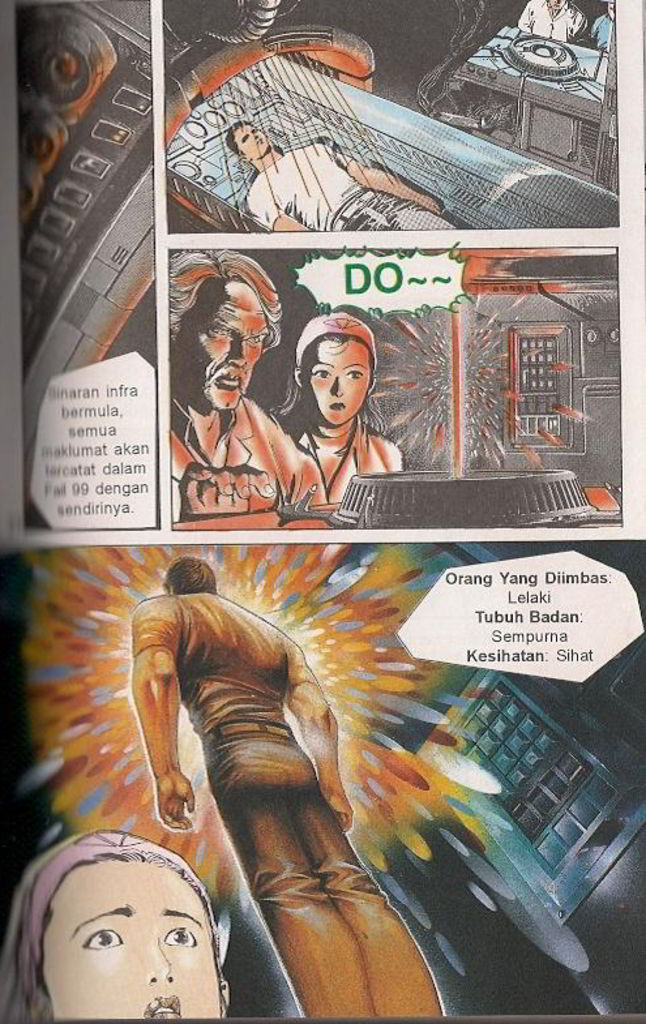 DO~~
Sinaran infra
bermula,
semua
maklumat akan
tercatat dalam
Fail 99 dengan
sendirinya.
Orang Yang Diimbas:
Lelaki
Tubuh Badan:
Sempurna
Kesihatan: Sihat